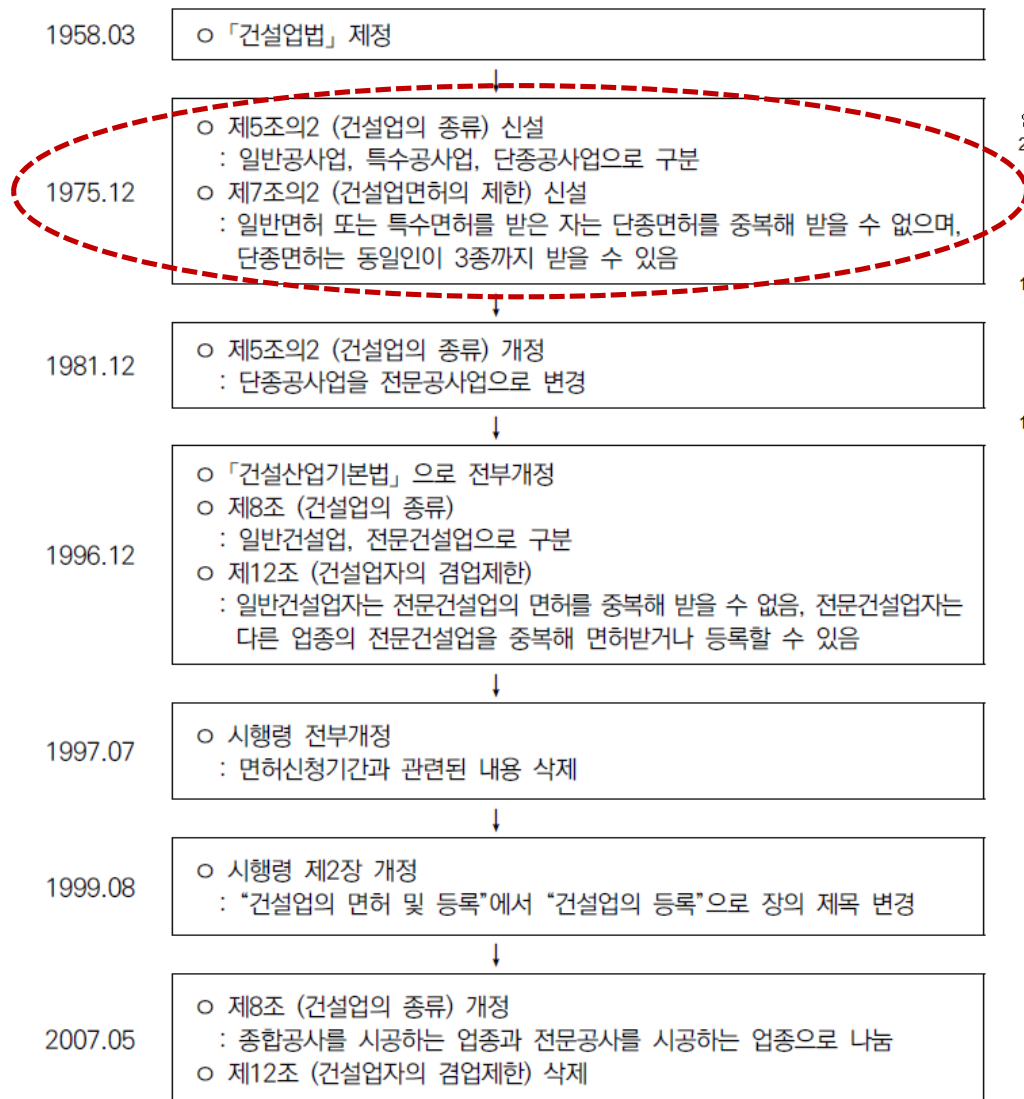 1958.03
ㅇ「건설업법」 제정
↓
1975.12
ㅇ 제5조의2 (건설업의 종류) 신설
: 일반공사업, 특수공사업, 단종공사업으로 구분
ㅇ 제7조의2 (건설업면허의 제한) 신설
: 일반면허 또는 특수면허를 받은 자는 단종면허를 중복해 받을 수 없으며,
단종면허는 동일인이 3종까지 받을 수 있음
↓
1981.12
ㅇ 제5조의2 (건설업의 종류) 개정
: 단종공사업을 전문공사업으로 변경
↓
1996.12
ㅇ「건설산업기본법」으로 전부개정
ㅇ 제8조 (건설업의 종류)
: 일반건설업, 전문건설업으로 구분
ㅇ 제12조 (건설업자의 겸업제한)
: 일반건설업자는 전문건설업의 면허를 중복해 받을 수 없음, 전문건설업자는
다른 업종의 전문건설업을 중복해 면허받거나 등록할 수 있음
↓
1997.07
ㅇ 시행령 전부개정
: 면허신청기간과 관련된 내용 삭제
↓
1999.08
ㅇ 시행령 제2장 개정
: “건설업의 면허 및 등록”에서 “건설업의 등록”으로 장의 제목 변경
↓
2007.05
ㅇ 제8조 (건설업의 종류) 개정
: 종합공사를 시공하는 업종과 전문공사를 시공하는 업종으로 나눔
ㅇ 제12조 (건설업자의 겸업제한) 삭제